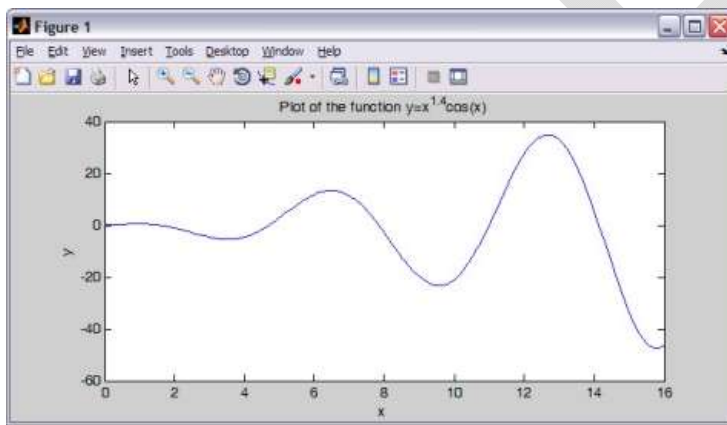 Figure 1
File Edit View Insert Tools Desktop Window Help
Plot of the function y=x^1.4cos(x)
40
20
0
-20
-40
-60
y
0 2 4 6 8 10 12 14 16
x